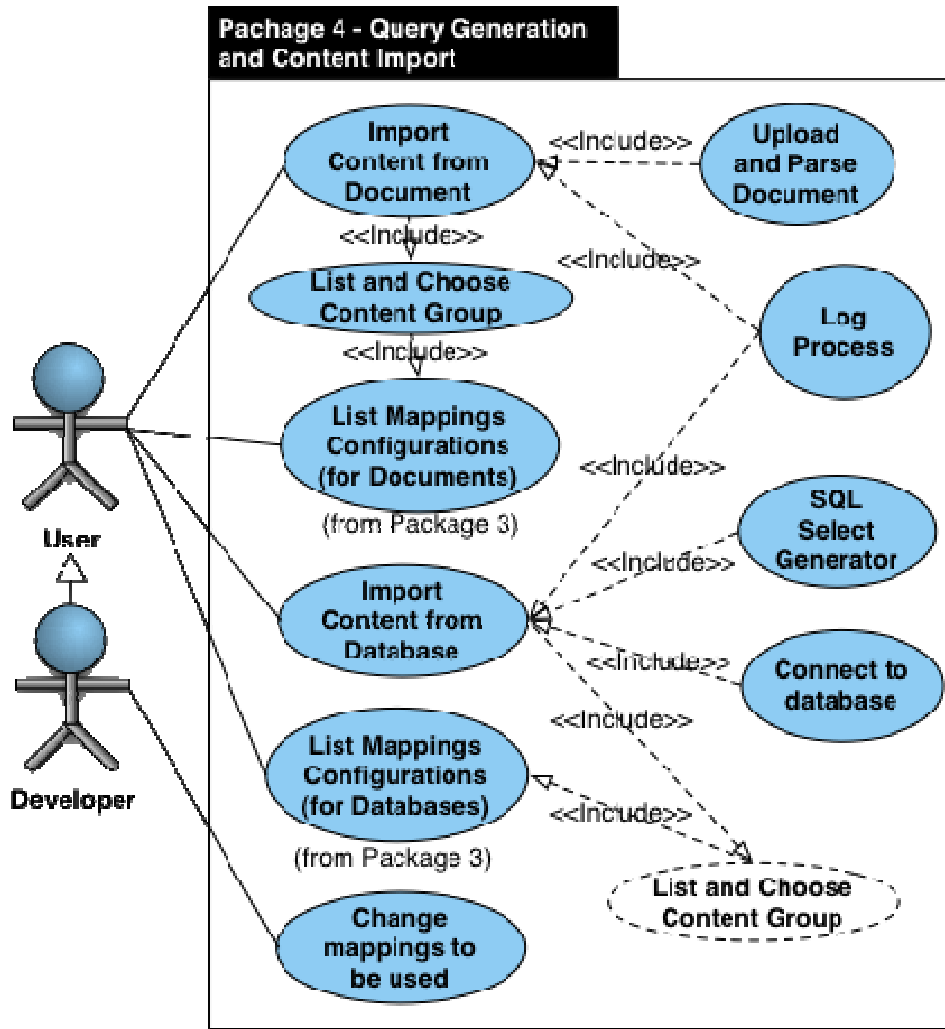 Pachage 4 - Query Generation
and Content Import
Import
Content from
Document
<<Include>>
Upload
and Parse
Document
<<Include>>
<<Include>>
List and Choose
Content Group
Log
Process
<<Include>>
List Mappings
Configurations
(for Documents)
(from Package 3)
<<Include>>
User
SQL
Select
Generator
<<Include>>
Import
Content from
Database
<<Include>>
Connect to
database
<<Include>>
List Mappings
Configurations
(for Databases)
(from Package 3)
<<Include>>
Developer
List and Choose
Content Group
Change
mappings to
be used